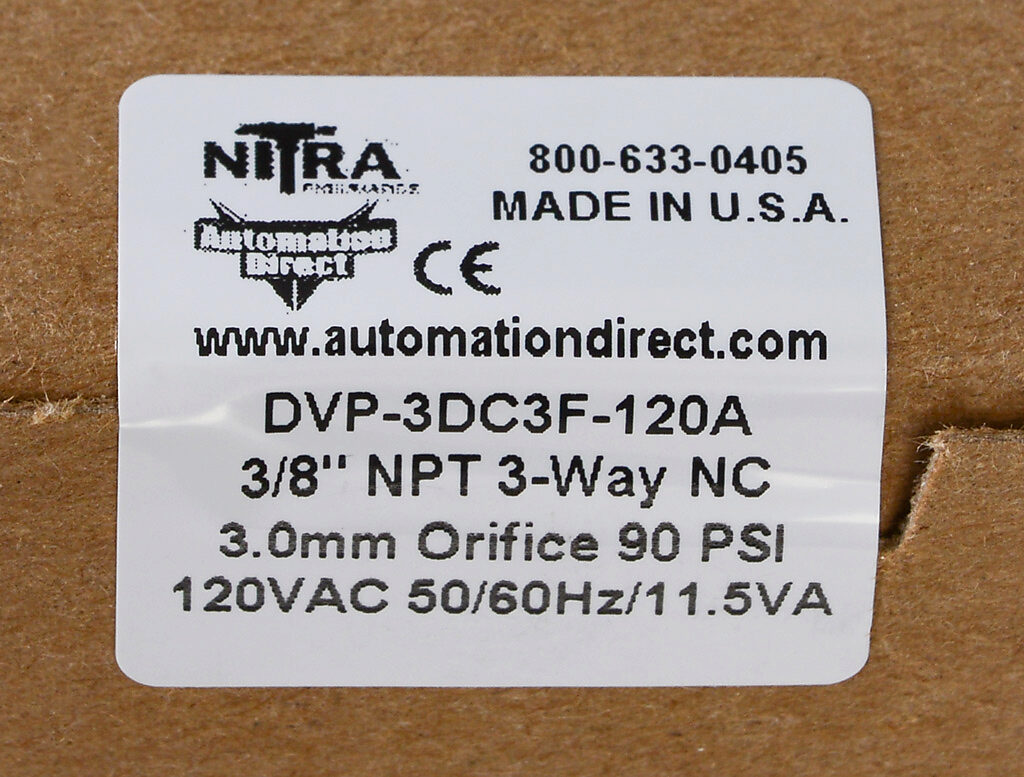 NITRA
800-633-0405
MADE IN U.S.A.
Automation
Direct
CE
www.automationdirect.com
DVP-3DC3F-120A
3/8" NPT 3-Way NC
3.0mm Orifice 90 PSI
120VAC 50/60Hz/11.5VA